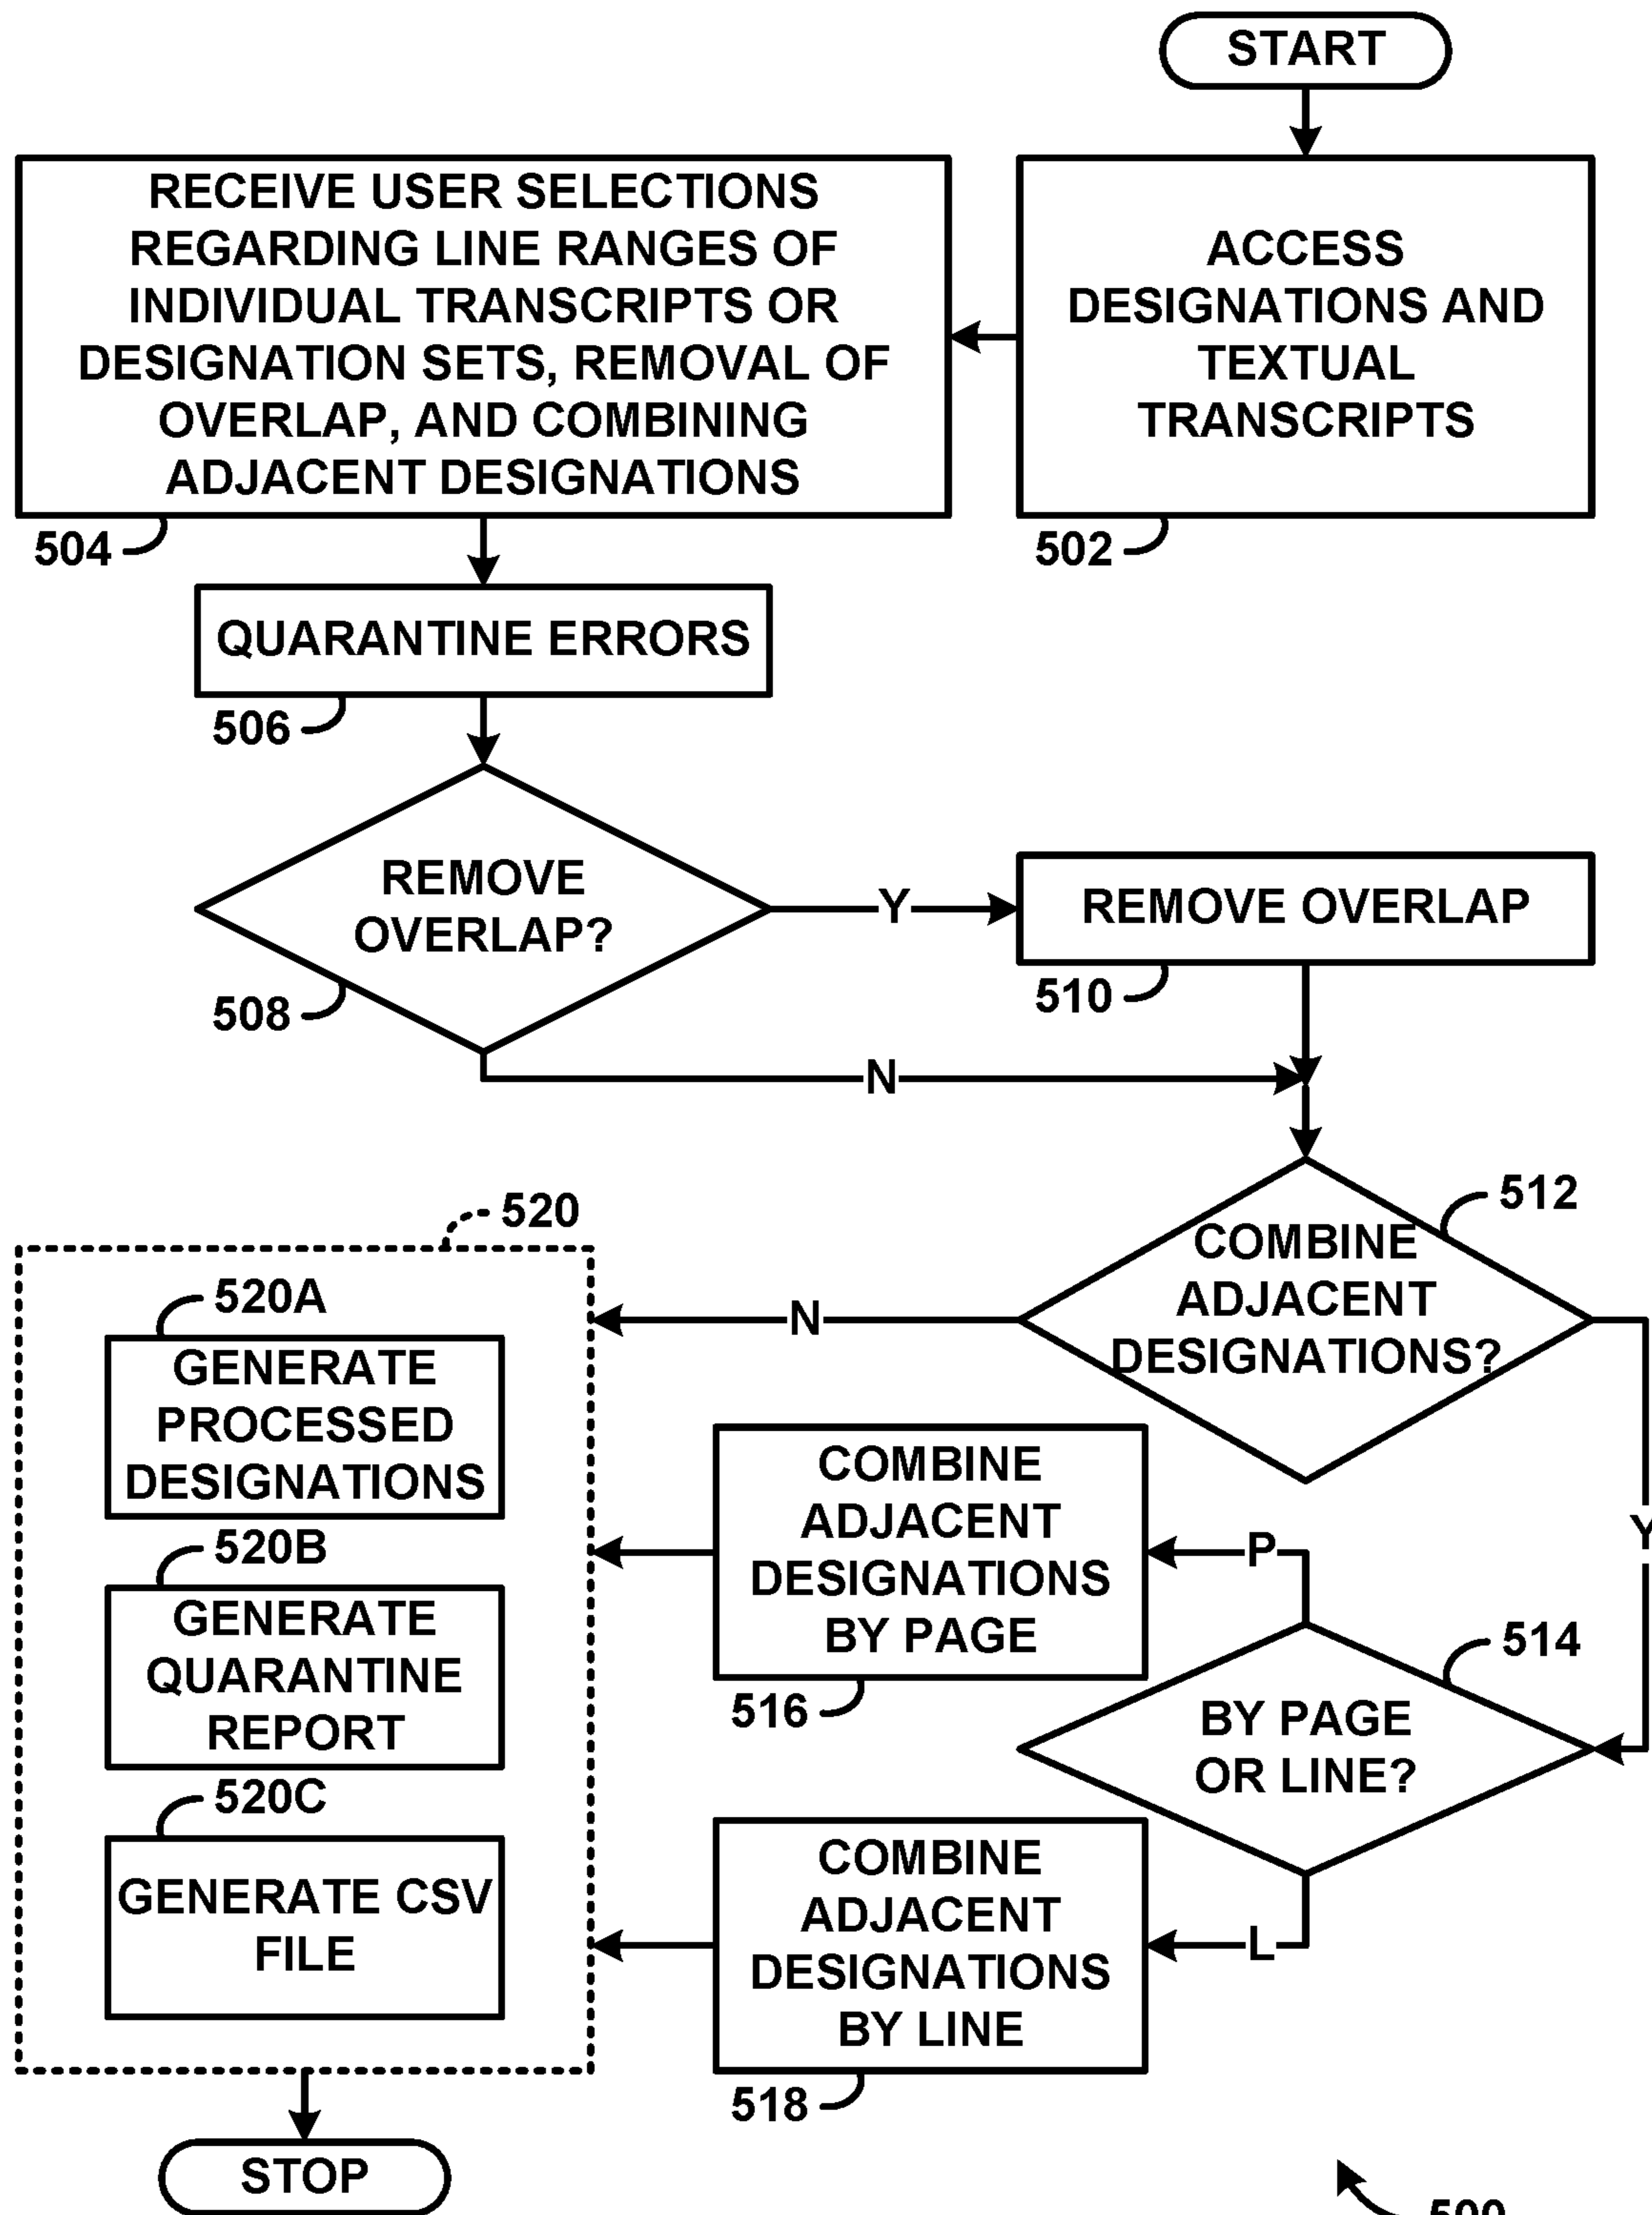 START
ACCESS
DESIGNATIONS AND
TEXTUAL
TRANSCRIPTS
502
RECEIVE USER SELECTIONS
REGARDING LINE RANGES OF
INDIVIDUAL TRANSCRIPTS OR
DESIGNATION SETS, REMOVAL OF
OVERLAP, AND COMBINING
ADJACENT DESIGNATIONS
504
QUARANTINE ERRORS
506
REMOVE
OVERLAP?
508
Y
REMOVE OVERLAP
510
N
512
COMBINE
ADJACENT
DESIGNATIONS?
N
Y
514
BY PAGE
OR LINE?
P
COMBINE
ADJACENT
DESIGNATIONS
BY PAGE
516
L
COMBINE
ADJACENT
DESIGNATIONS
BY LINE
518
520
520A
GENERATE
PROCESSED
DESIGNATIONS
520B
GENERATE
QUARANTINE
REPORT
520C
GENERATE CSV
FILE
STOP
500